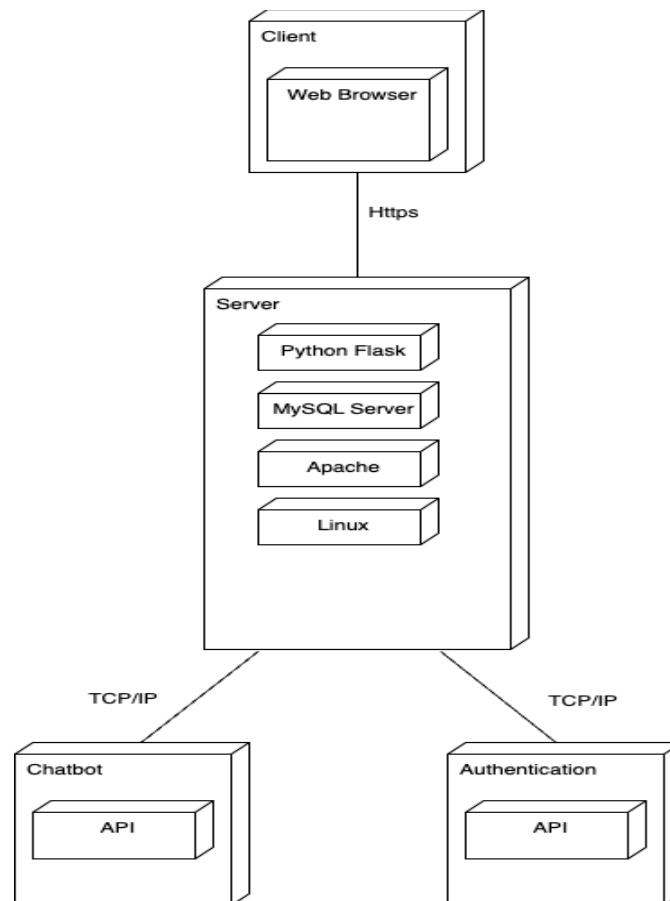 Client
Web Browser
Https
Server
Python Flask
MySQL Server
Apache
Linux
TCP/IP
TCP/IP
Chatbot
API
Authentication
API